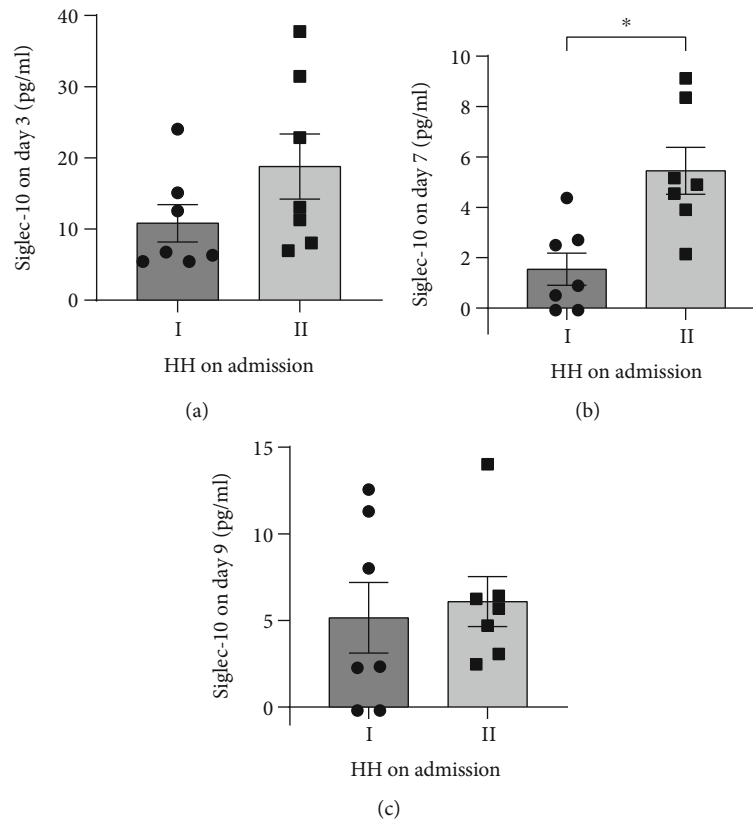 40
30
20
10
0
Siglec-10 on day 3 (pg/ml)
I II
HH on admission
(a)
*
10
8
6
4
2
0
Siglec-10 on day 7 (pg/ml)
I II
HH on admission
(b)
15
10
5
0
Siglec-10 on day 9 (pg/ml)
I II
HH on admission
(c)